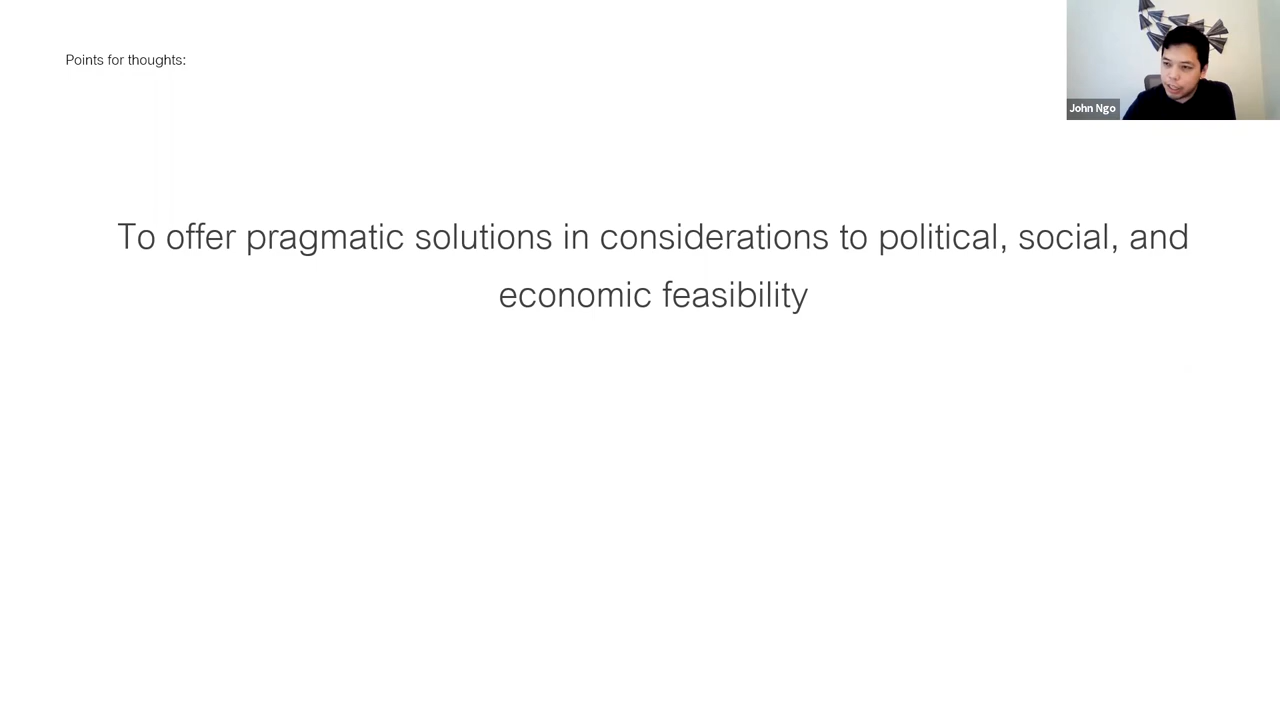 Points for thoughts:
John Ngo
To offer pragmatic solutions in considerations to political, social, and
economic feasibility